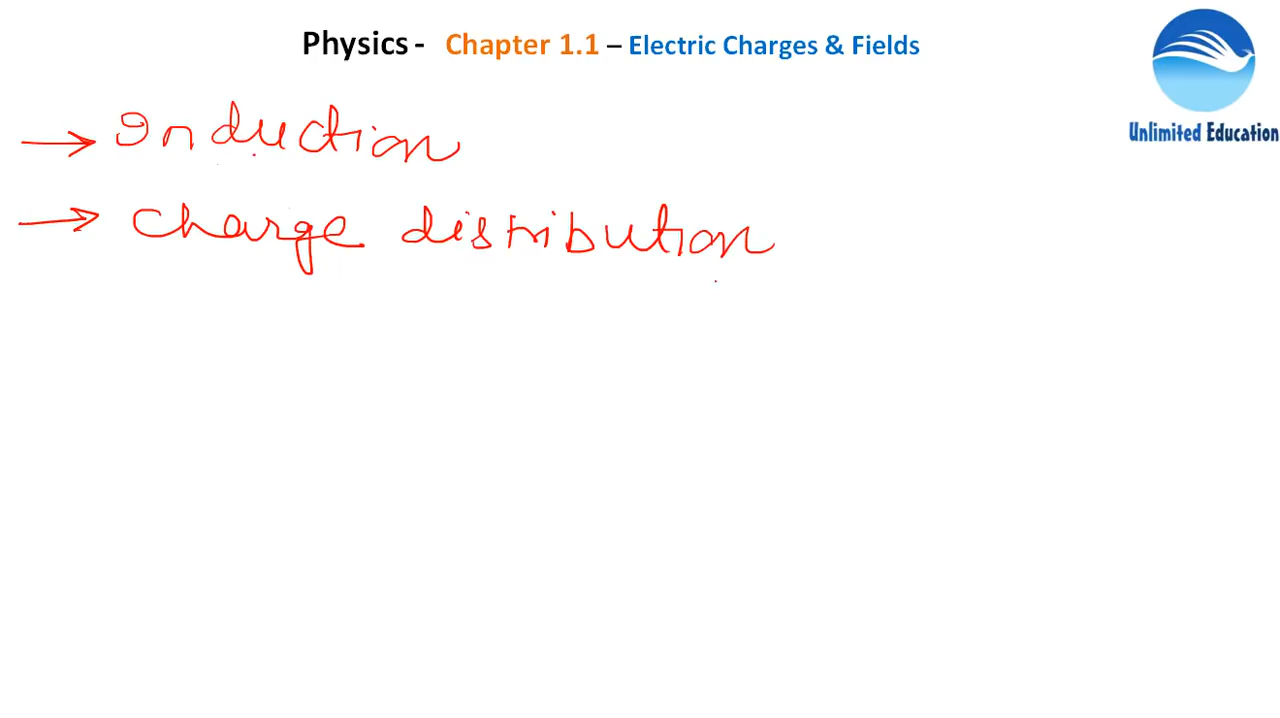 Physics - Chapter 1.1 – Electric Charges & Fields
Unlimited Education
→ Induction
→ Charge distribution